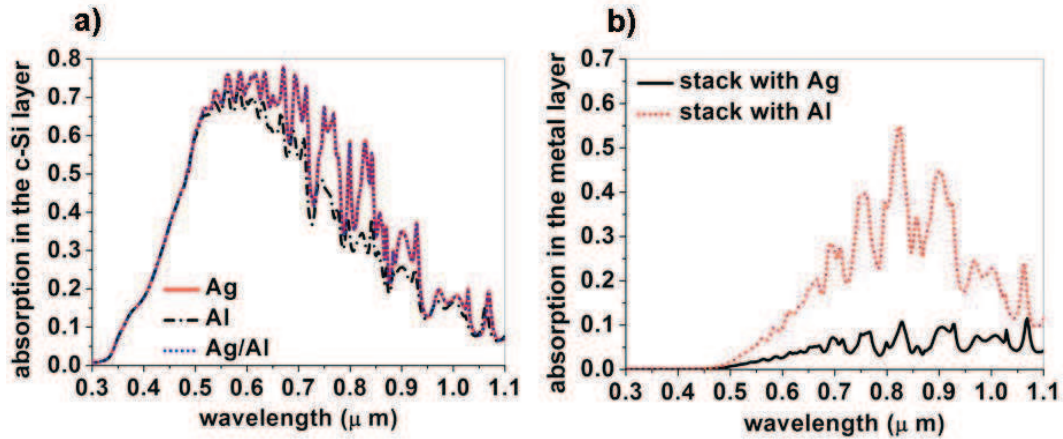 a)
absorption in the c-Si layer
0.8
0.7
0.6
0.5
0.4
0.3
0.2
0.1
0.0
Ag
Al
Ag/Al
0.3 0.4 0.5 0.6 0.7 0.8 0.9 1.0 1.1
wavelength (μ m)
b)
absorption in the metal layer
0.7
0.6
0.5
0.4
0.3
0.2
0.1
0.0
stack with Ag
stack with Al
0.3 0.4 0.5 0.6 0.7 0.8 0.9 1.0 1.1
wavelength (μ m)